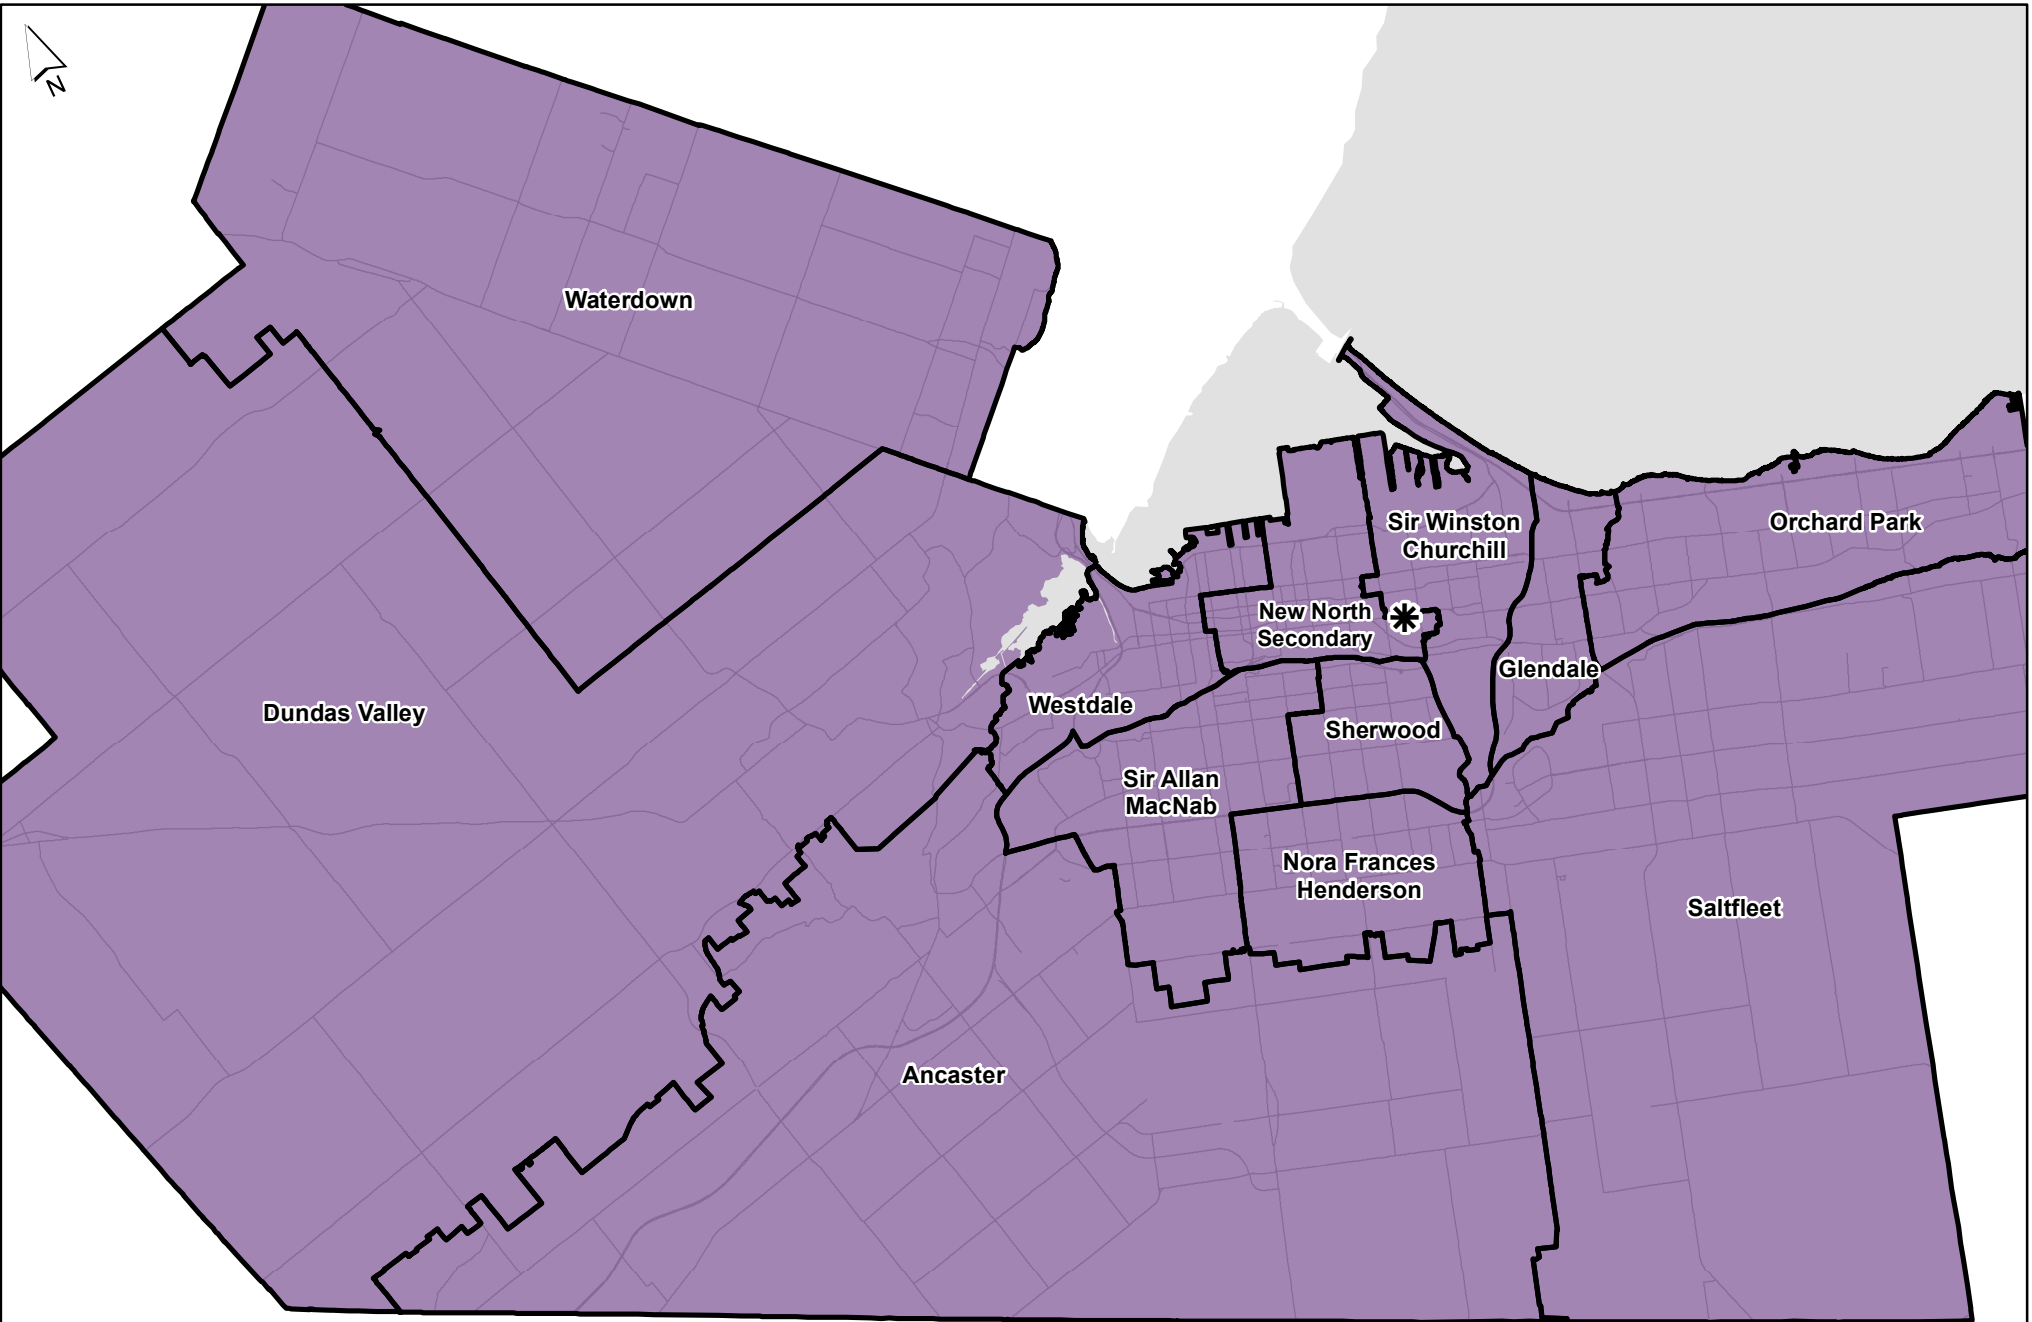 N
Waterdown
Sir Winston
Churchill
Orchard Park
New North
Secondary
Glendale
Westdale
Dundas Valley
Sherwood
Sir Allan
MacNab
Nora Frances
Henderson
Saltfleet
Ancaster